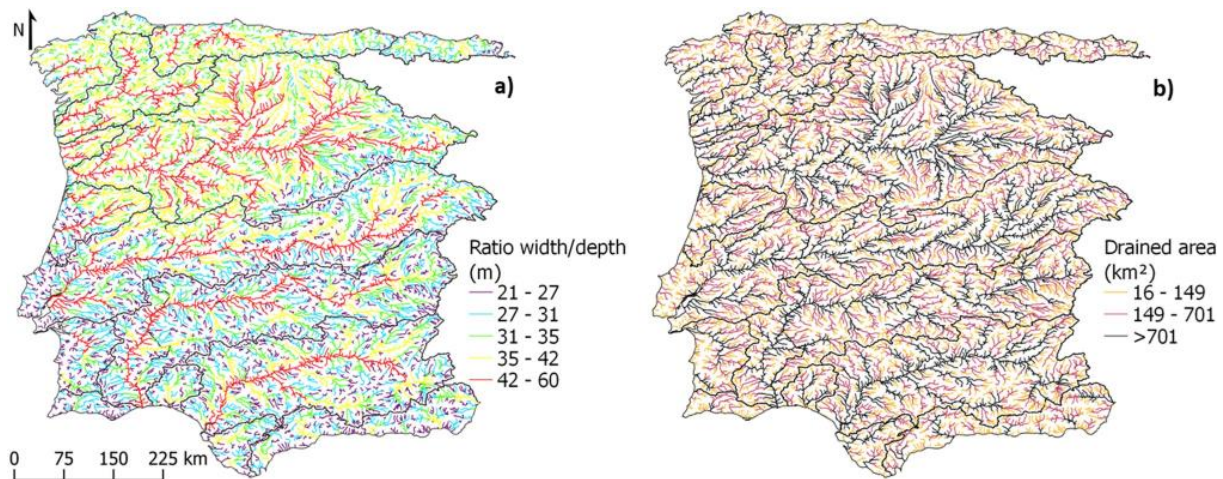 N
a)
Ratio width/depth
(m)
21 - 27
27 - 31
31 - 35
35 - 42
42 - 60
0 75 150 225 km
b)
Drained area
(km²)
16 - 149
149 - 701
>701